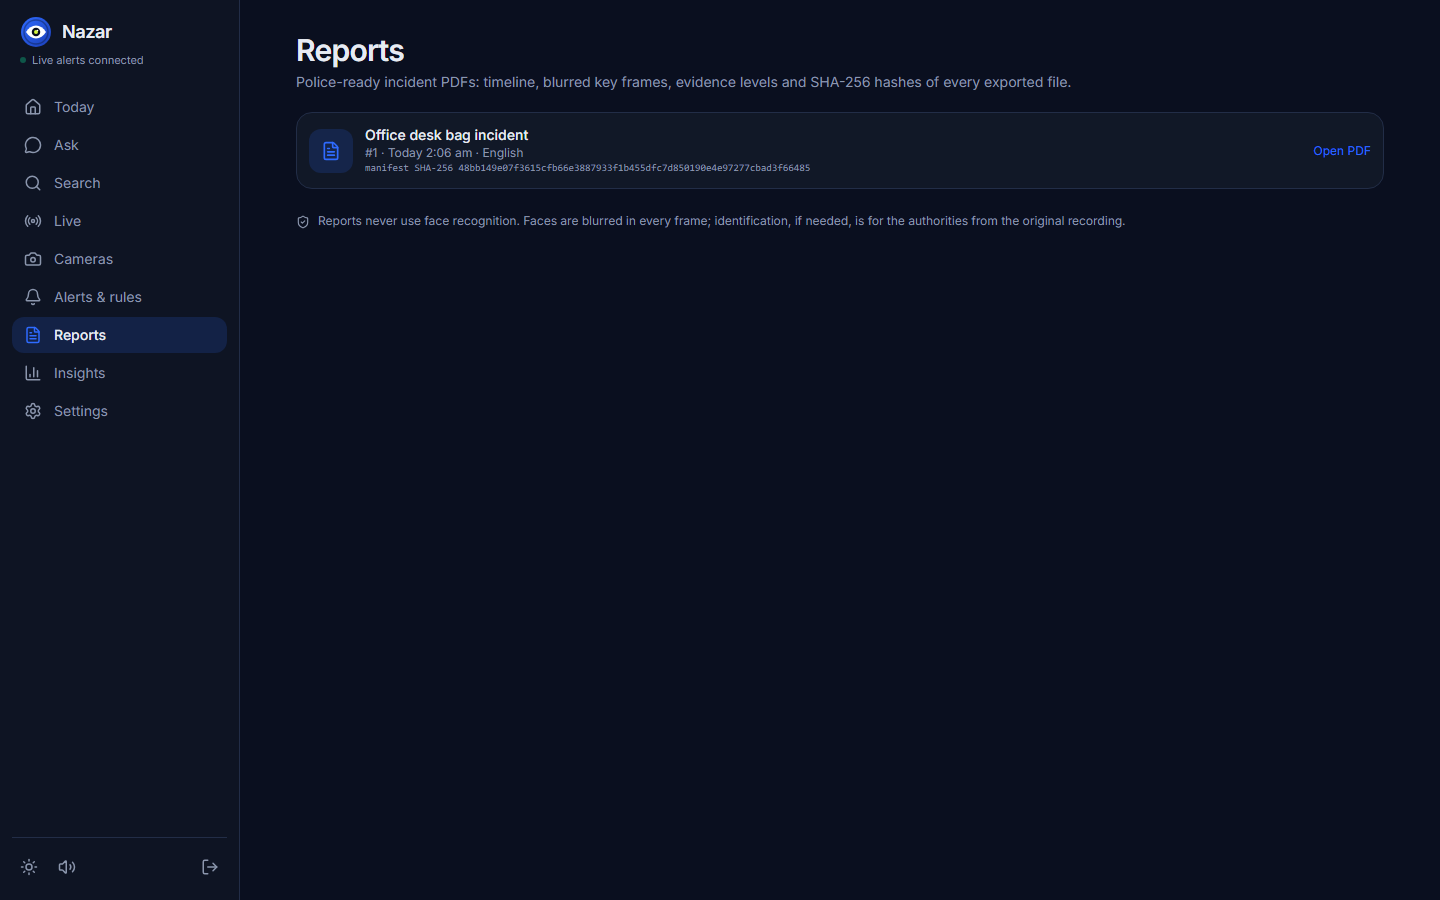 Nazar
Live alerts connected
Today
Ask
Search
Live
Cameras
Alerts & rules
Reports
Insights
Settings
Reports
Police-ready incident PDFs: timeline, blurred key frames, evidence levels and SHA-256 hashes of every exported file.
Office desk bag incident
#1 · Today 2:06 am · English
manifest SHA-256 48bb149e07f3615cfb66e3887933f1b455dfc7d850190e4e97277cbad3f66485
Open PDF
Reports never use face recognition. Faces are blurred in every frame; identification, if needed, is for the authorities from the original recording.